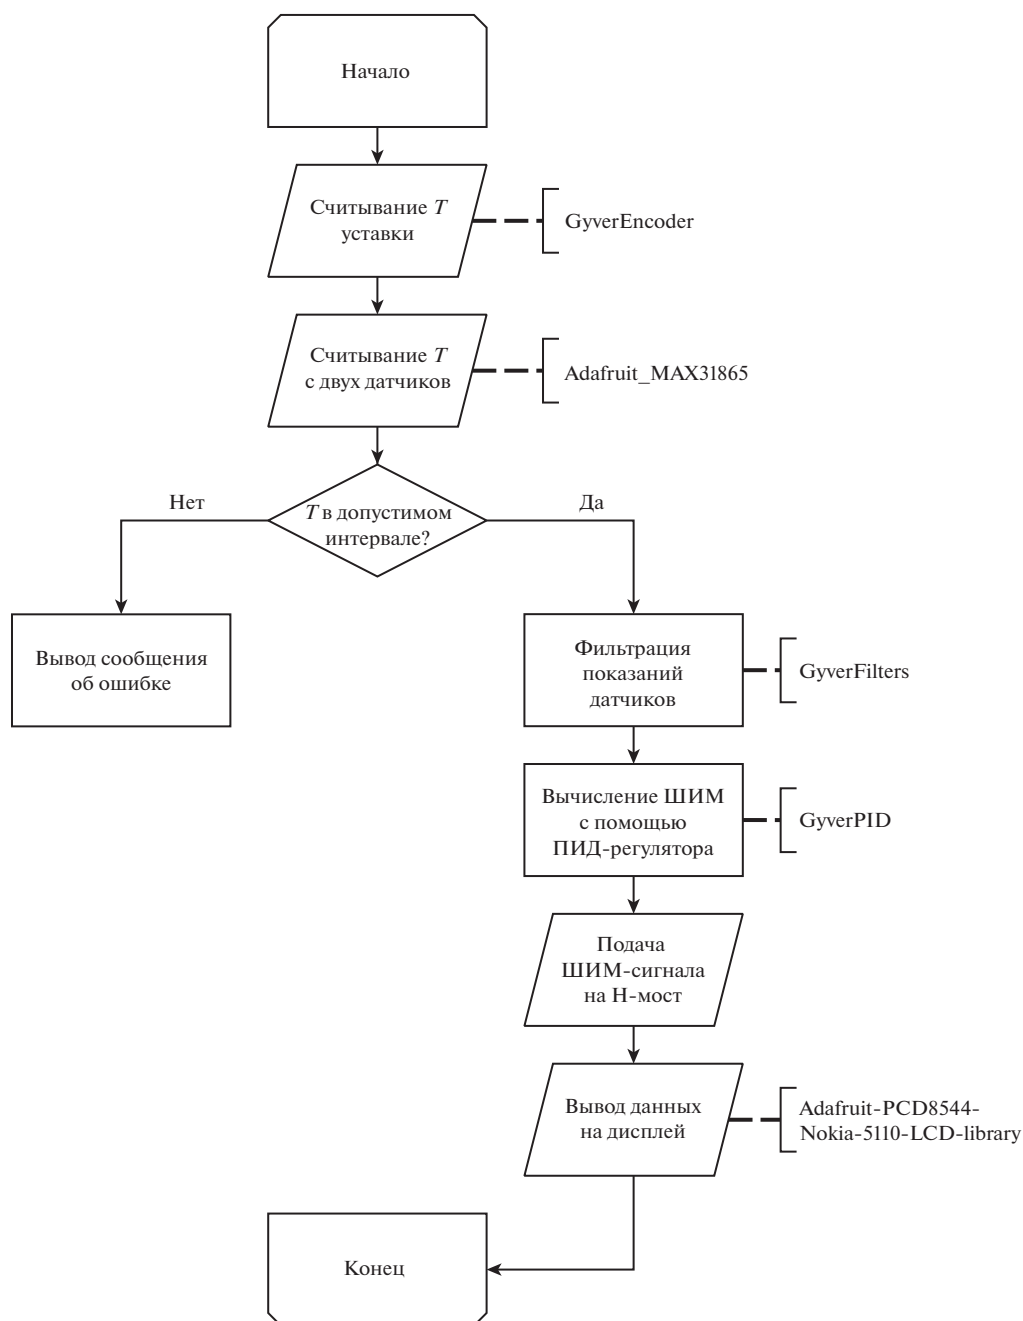 Начало
Считывание T
уставки
GyverEncoder
Считывание T
с двух датчиков
Adafruit_MAX31865
Нет
Да
T в допустимом
интервале?
Вывод сообщения
об ошибке
Фильтрация
показаний
датчиков
GyverFilters
Вычисление ШИМ
с помощью
ПИД-регулятора
GyverPID
Подача
ШИМ-сигнала
на Н-мост
Вывод данных
на дисплей
Adafruit-PCD8544-
Nokia-5110-LCD-library
Конец